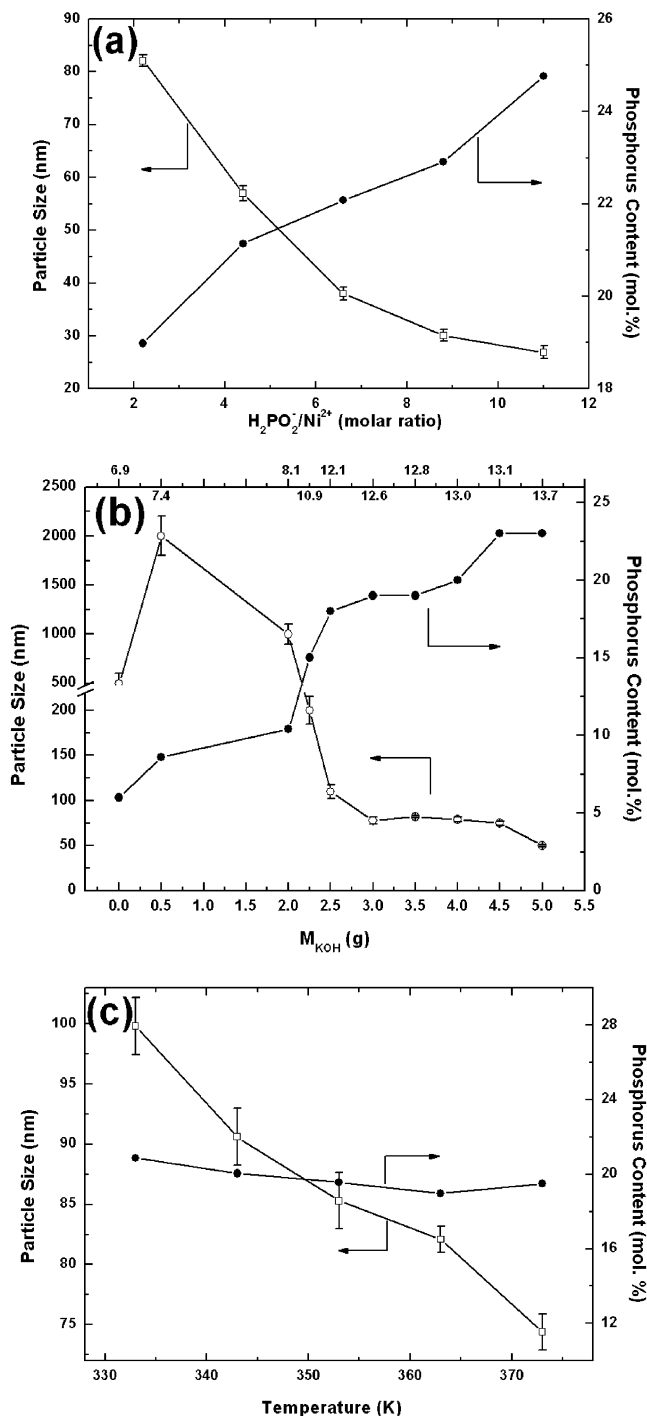 (a)
90
80
70
60
50
40
30
20
Particle Size (nm)
26
24
22
20
18
Phosphorus Content (mol.%)
2 4 6 8 10 12
H₂PO₂⁻/Ni²⁺ (molar ratio)
(b)
6.9 8.1 12.1 12.8 13.1
7.4 10.9 12.6 13.0 13.7
2500
2000
1500
1000
500
200
150
100
50
0
Particle Size (nm)
25
20
15
10
5
0
Phosphorus Content (mol.%)
0.0 0.5 1.0 1.5 2.0 2.5 3.0 3.5 4.0 4.5 5.0 5.5
M_KOH (g)
(c)
100
95
90
85
80
75
Particle Size (nm)
28
24
20
16
12
Phosphorus Content (mol. %)
330 340 350 360 370
Temperature (K)